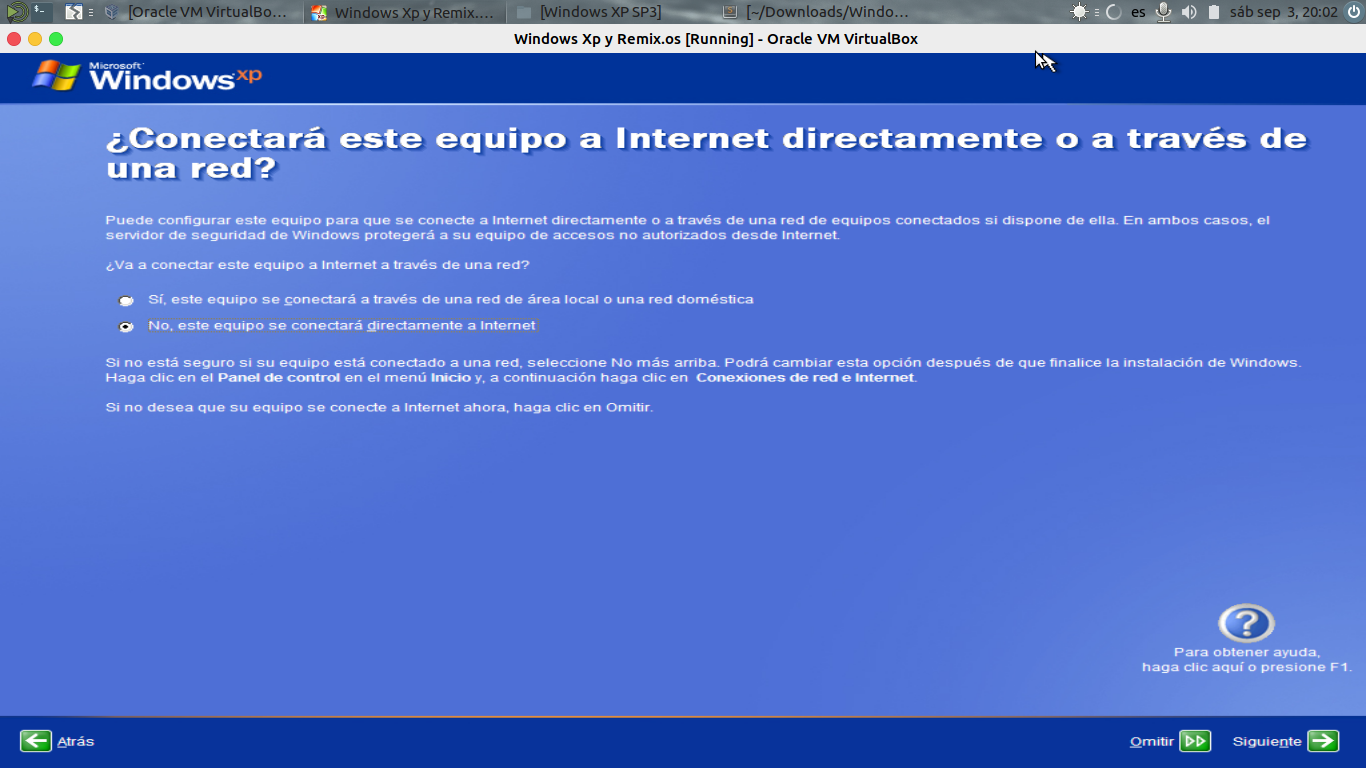 [Oracle VM VirtualBo...
Windows Xp y Remix....
[Windows XP SP3]
[~/Downloads/Windo...
es
sáb sep 3, 20:02
Windows Xp y Remix.os [Running] - Oracle VM VirtualBox
Microsoft
Windows xp
¿Conectará este equipo a Internet directamente o a través de
una red?
Puede configurar este equipo para que se conecte a Internet directamente o a través de una red de equipos conectados si dispone de ella. En ambos casos, el
servidor de seguridad de Windows protegerá a su equipo de accesos no autorizados desde Internet.
¿Va a conectar este equipo a Internet a través de una red?
Sí, este equipo se conectará a través de una red de área local o una red doméstica
No, este equipo se conectará directamente a Internet
Si no está seguro si su equipo está conectado a una red, seleccione No más arriba. Podrá cambiar esta opción después de que finalice la instalación de Windows.
Haga clic en el Panel de control en el menú Inicio y, a continuación haga clic en Conexiones de red e Internet.
Si no desea que su equipo se conecte a Internet ahora, haga clic en Omitir.
Para obtener ayuda,
haga clic aquí o presione F1.
Atrás
Omitir
Siguiente